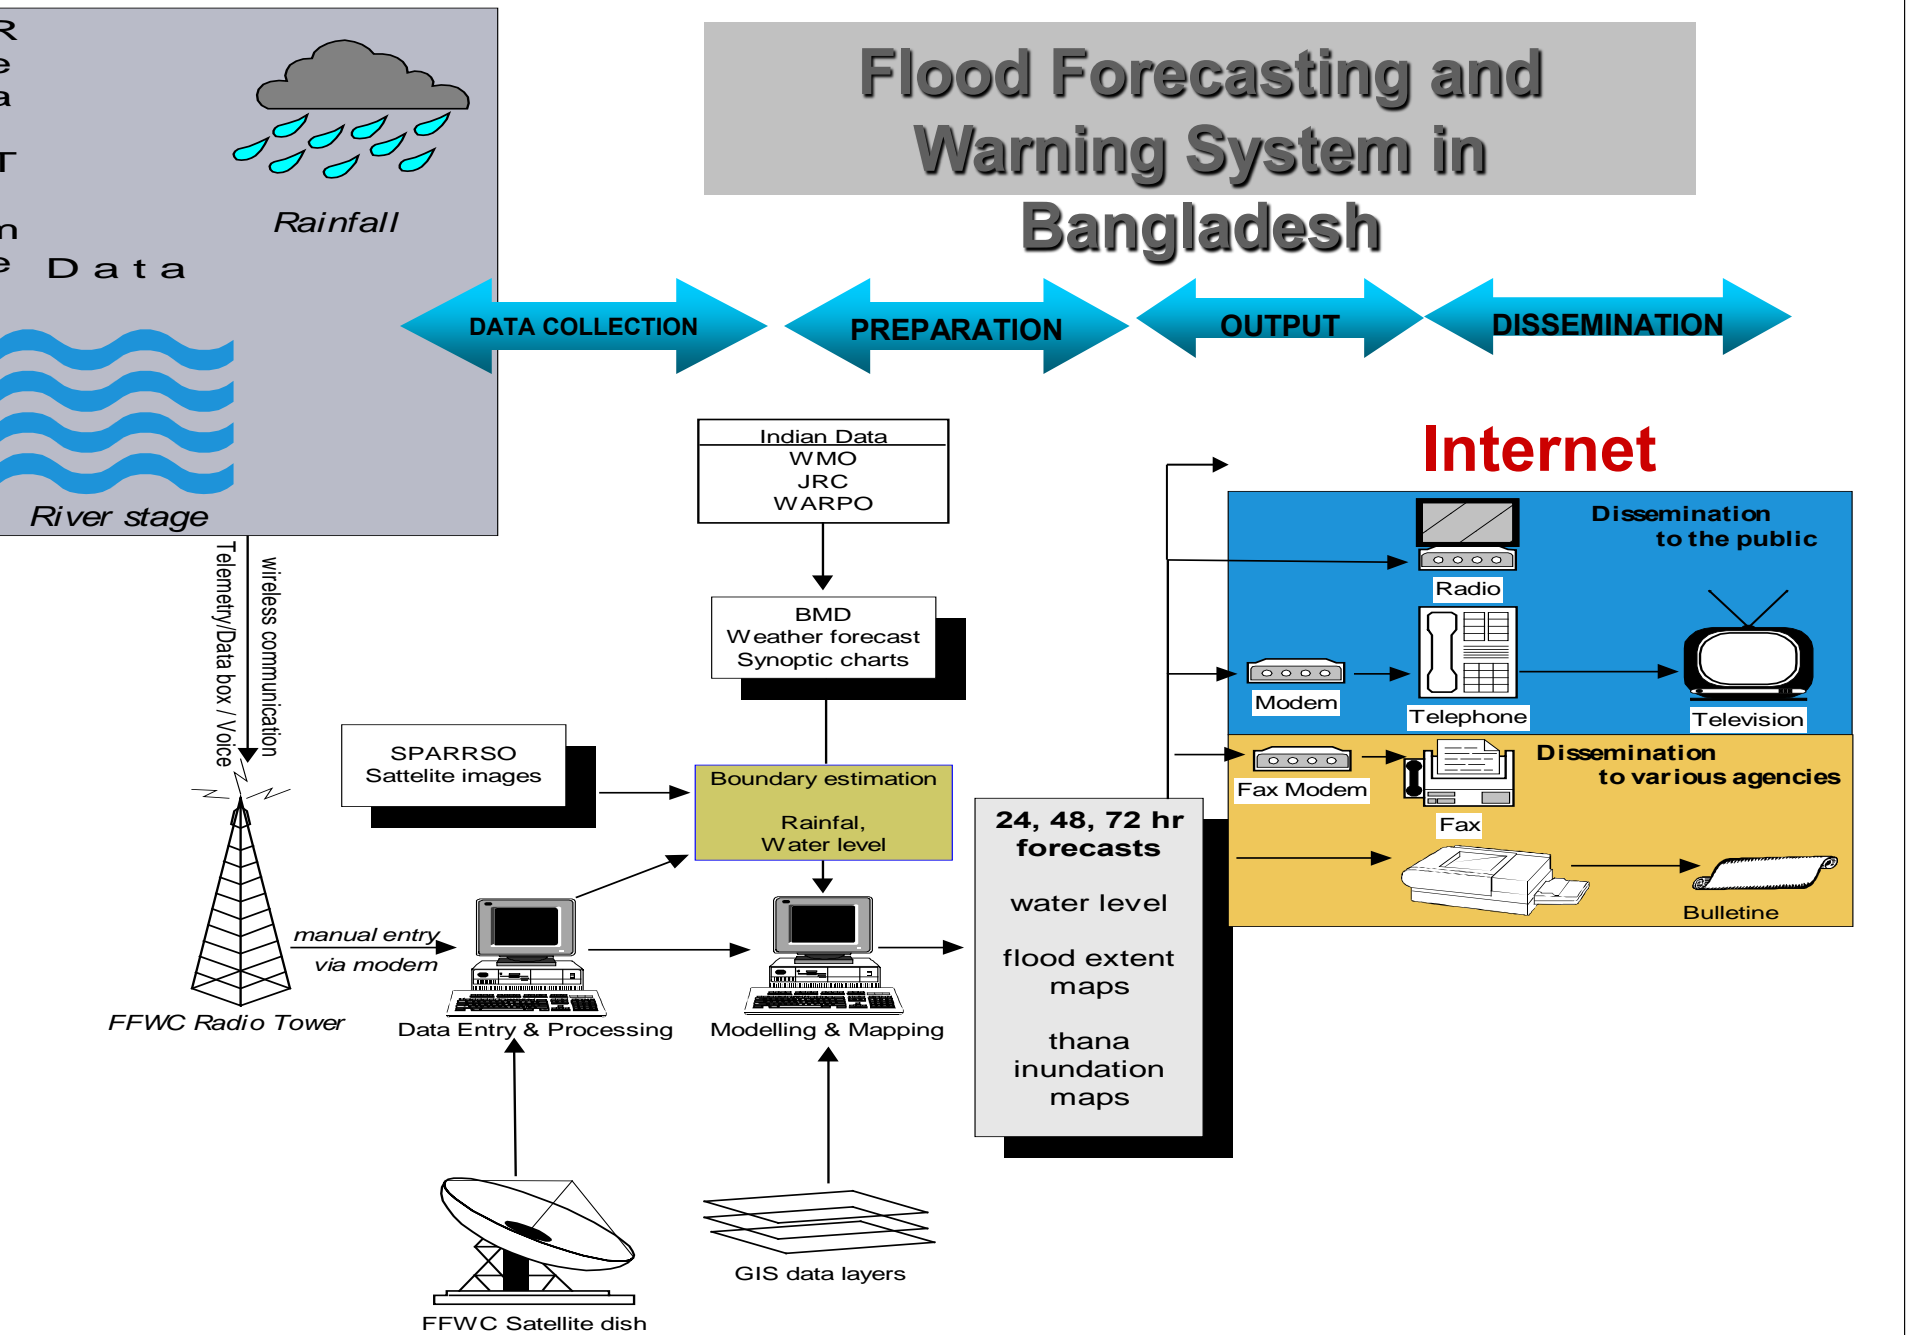 Flood Forecasting and
Warning System in
Bangladesh
R
e
a
T
m
e
Data
Rainfall
River stage
DATA COLLECTION
PREPARATION
OUTPUT
DISSEMINATION
Indian Data
WMO
JRC
WARPO
BMD
Weather forecast
Synoptic charts
wireless communication
Telemetry/Data box / Voice
SPARRSO
Sattelite images
Boundary estimation
Rainfal,
Water level
manual entry
via modem
FFWC Radio Tower
Data Entry & Processing
Modelling & Mapping
FFWC Satellite dish
GIS data layers
24, 48, 72 hr
forecasts
water level
flood extent
maps
thana
inundation
maps
Internet
Dissemination
to the public
Radio
Modem
Telephone
Television
Dissemination
to various agencies
Fax Modem
Fax
Bulletine